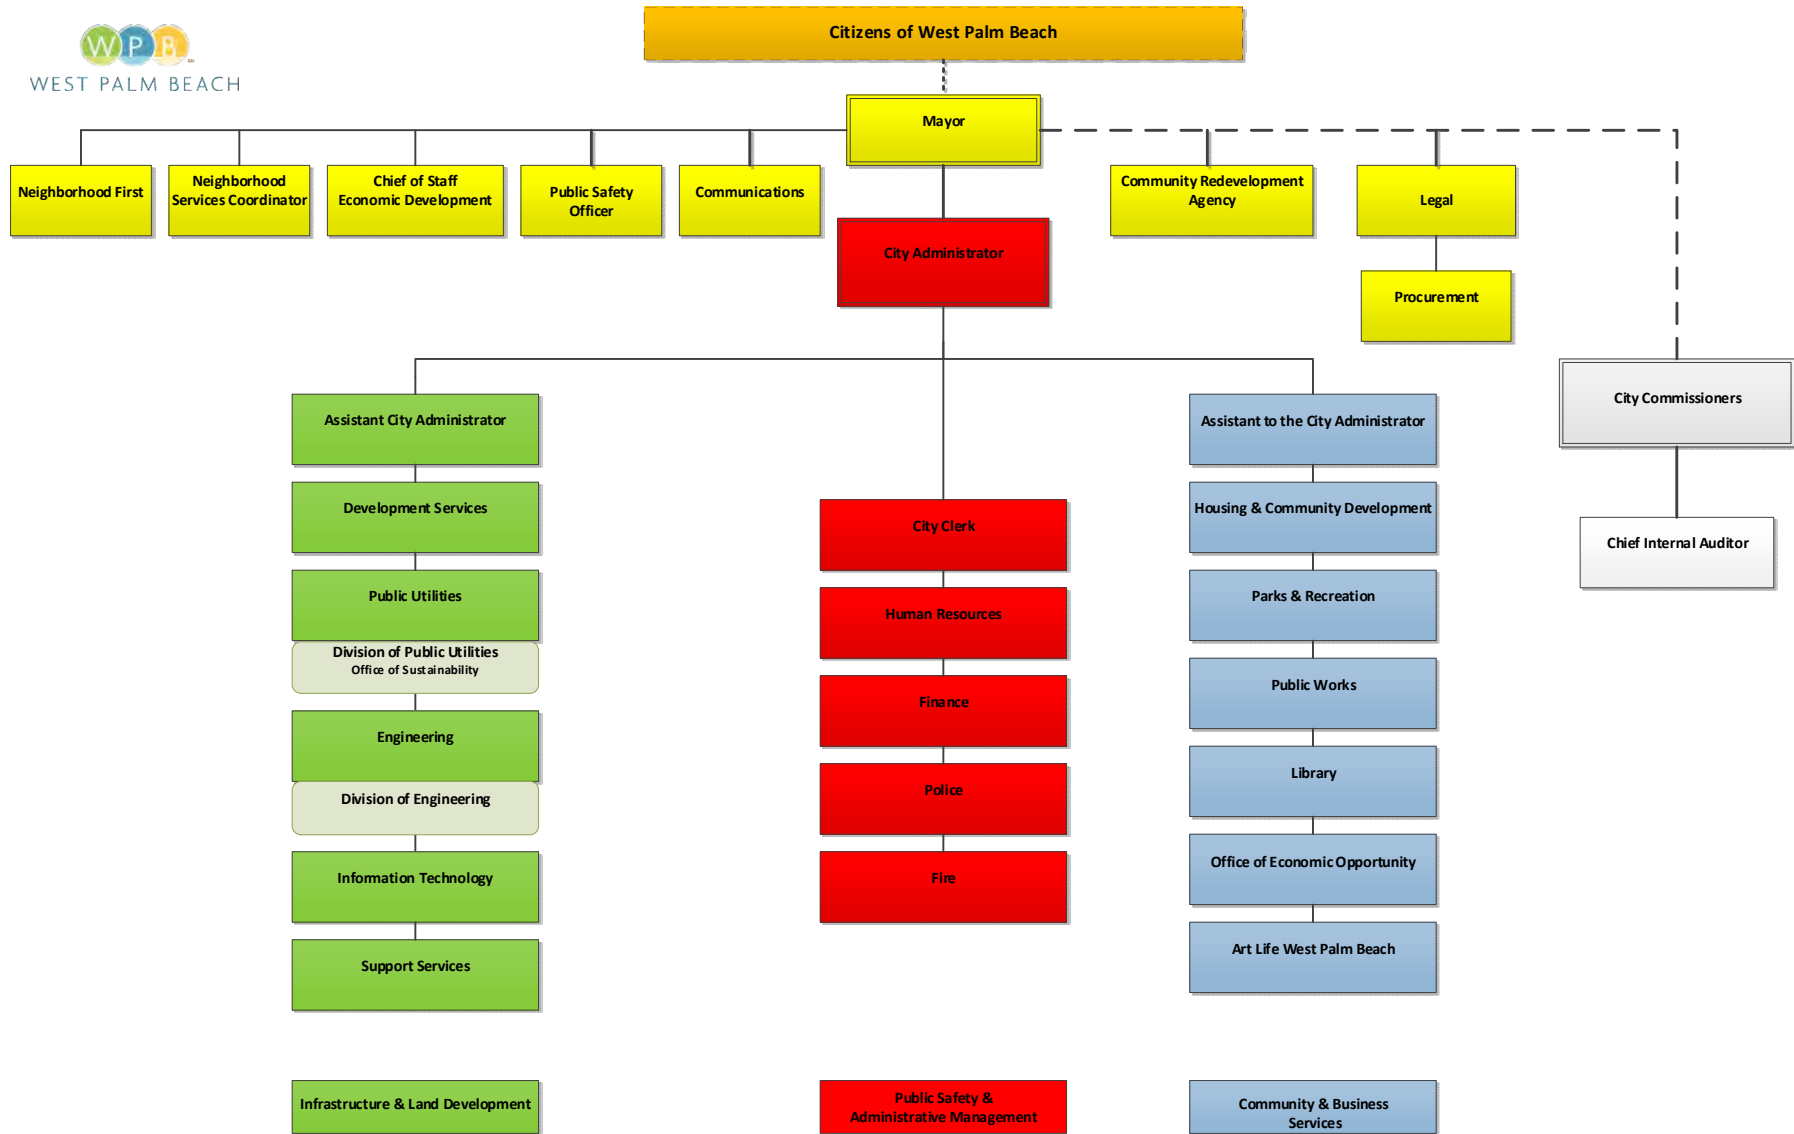 Citizens of West Palm Beach
WPB
SM
WEST PALM BEACH
Mayor
Neighborhood First
Neighborhood
Services Coordinator
Chief of Staff
Economic Development
Public Safety
Officer
Communications
Community Redevelopment
Agency
Legal
City Administrator
Procurement
City Commissioners
Chief Internal Auditor
Assistant City Administrator
Development Services
Public Utilities
Division of Public Utilities
Office of Sustainability
Engineering
Division of Engineering
Information Technology
Support Services
City Clerk
Human Resources
Finance
Police
Fire
Assistant to the City Administrator
Housing & Community Development
Parks & Recreation
Public Works
Library
Office of Economic Opportunity
Art Life West Palm Beach
Infrastructure & Land Development
Public Safety &
Administrative Management
Community & Business
Services